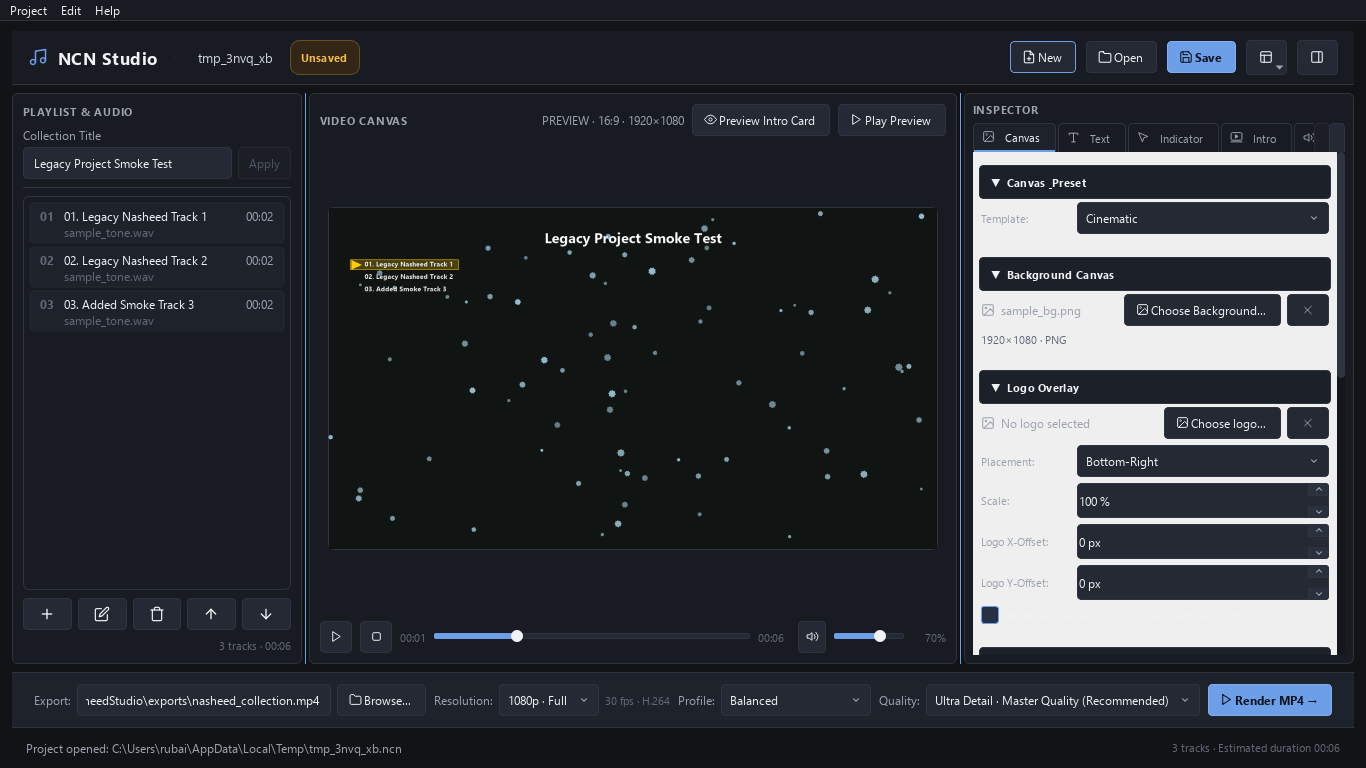 Project Edit Help
NCN Studio
tmp_3nvq_xb
Unsaved
New
Open
Save
PLAYLIST & AUDIO
Collection Title
Legacy Project Smoke Test
Apply
01 01. Legacy Nasheed Track 1 00:02
sample_tone.wav
02 02. Legacy Nasheed Track 2 00:02
sample_tone.wav
03 03. Added Smoke Track 3 00:02
sample_tone.wav
3 tracks · 00:06
VIDEO CANVAS
PREVIEW · 16:9 · 1920×1080
Preview Intro Card
Play Preview
Legacy Project Smoke Test
01. Legacy Nasheed Track 1
02. Legacy Nasheed Track 2
03. Added Smoke Track 3
00:01
00:06
70%
INSPECTOR
Canvas
Text
Indicator
Intro
▼ Canvas _Preset
Template:
Cinematic
▼ Background Canvas
sample_bg.png
Choose Background...
1920×1080 · PNG
▼ Logo Overlay
No logo selected
Choose logo...
Placement:
Bottom-Right
Scale:
100 %
Logo X-Offset:
0 px
Logo Y-Offset:
0 px
Export:
eedStudio\exports\nasheed_collection.mp4
Browse...
Resolution:
1080p · Full
30 fps · H.264
Profile:
Balanced
Quality:
Ultra Detail · Master Quality (Recommended)
Render MP4 →
Project opened: C:\Users\rubai\AppData\Local\Temp\tmp_3nvq_xb.ncn
3 tracks · Estimated duration 00:06